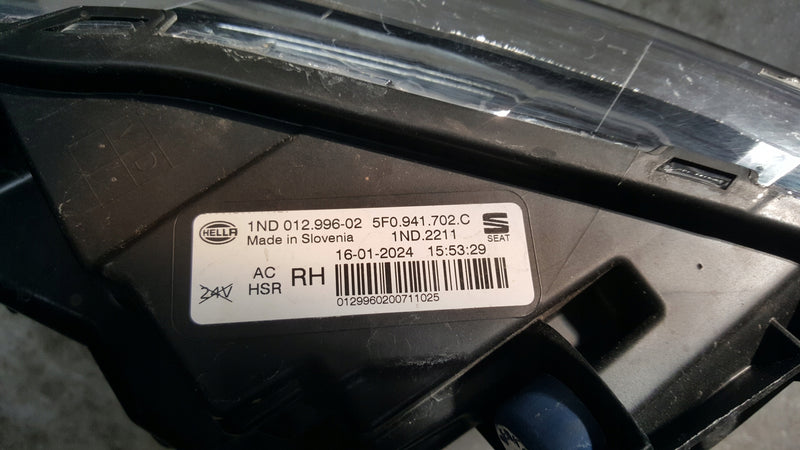 HELLA 1ND 012.996-02 5F0.941.702.C
Made in Slovenia 1ND.2211 SEAT
16-01-2024 15:53:29
24V AC RH
HSR
0129960200711025